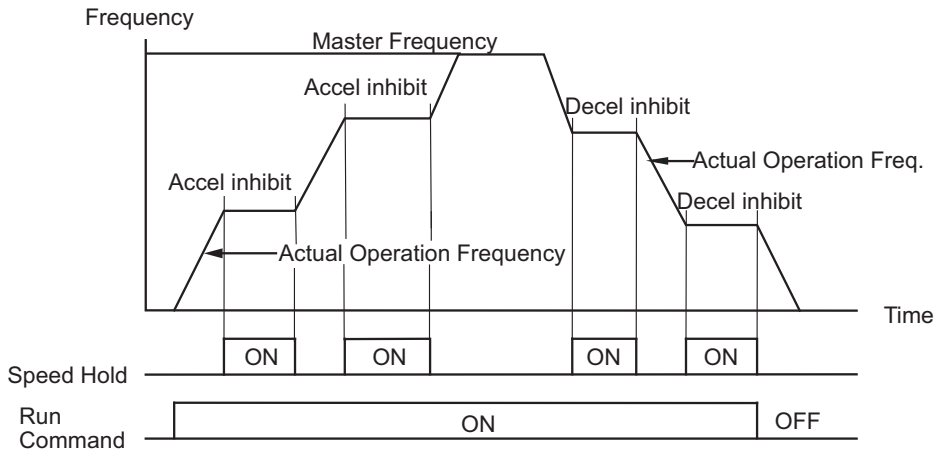 Frequency
Master Frequency
Accel inhibit
Decel inhibit
Actual Operation Freq.
Accel inhibit
Decel inhibit
Actual Operation Frequency
Time
ON
ON
ON
ON
Speed Hold
Run
Command
ON
OFF